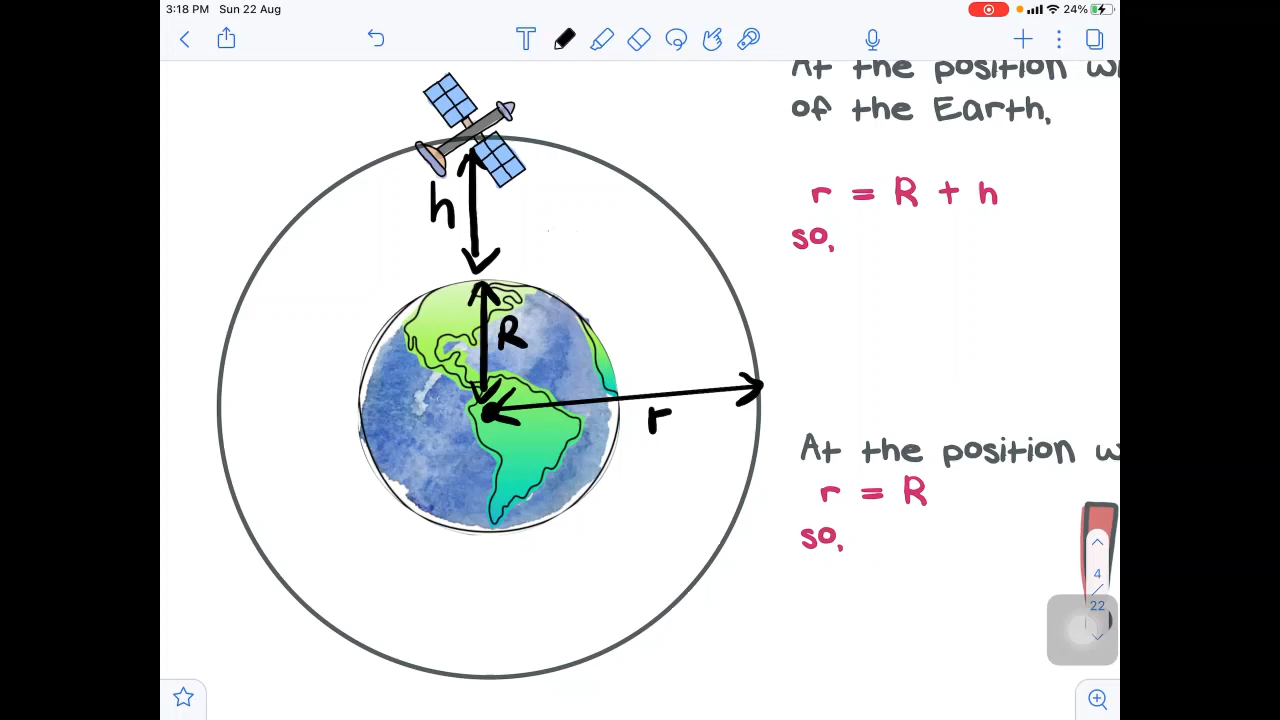 3:18 PM Sun 22 Aug
24%
At the position
of the Earth,
r = R + h
so,
h
R
r
At the position
r = R
so,
4
22